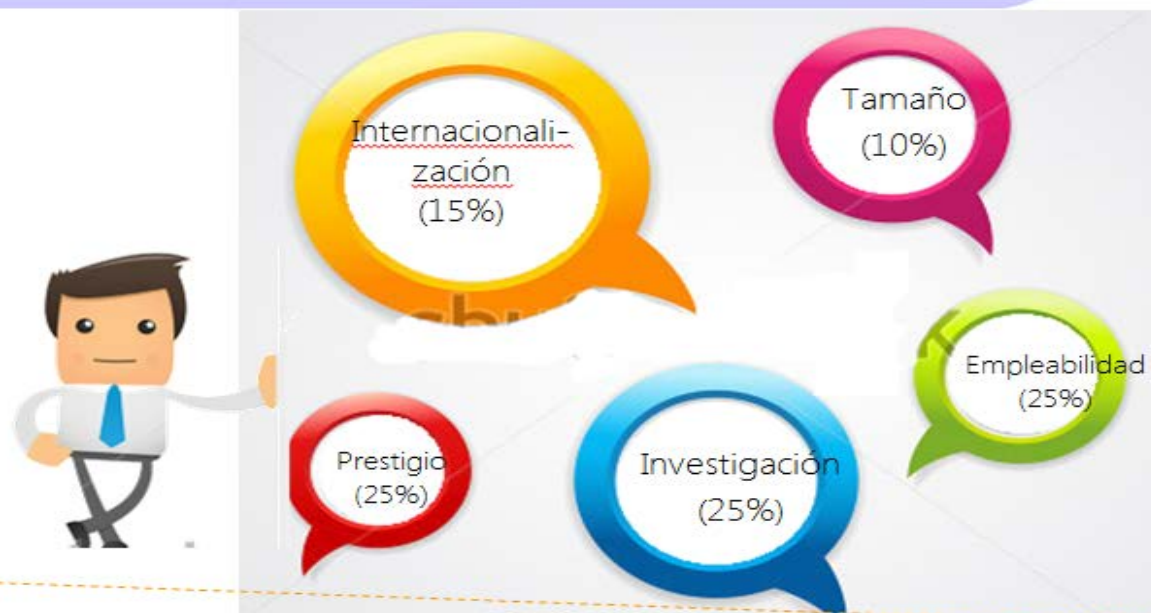 Internacionali-
zación
(15%)
Tamaño
(10%)
Empleabilidad
(25%)
Prestigio
(25%)
Investigación
(25%)